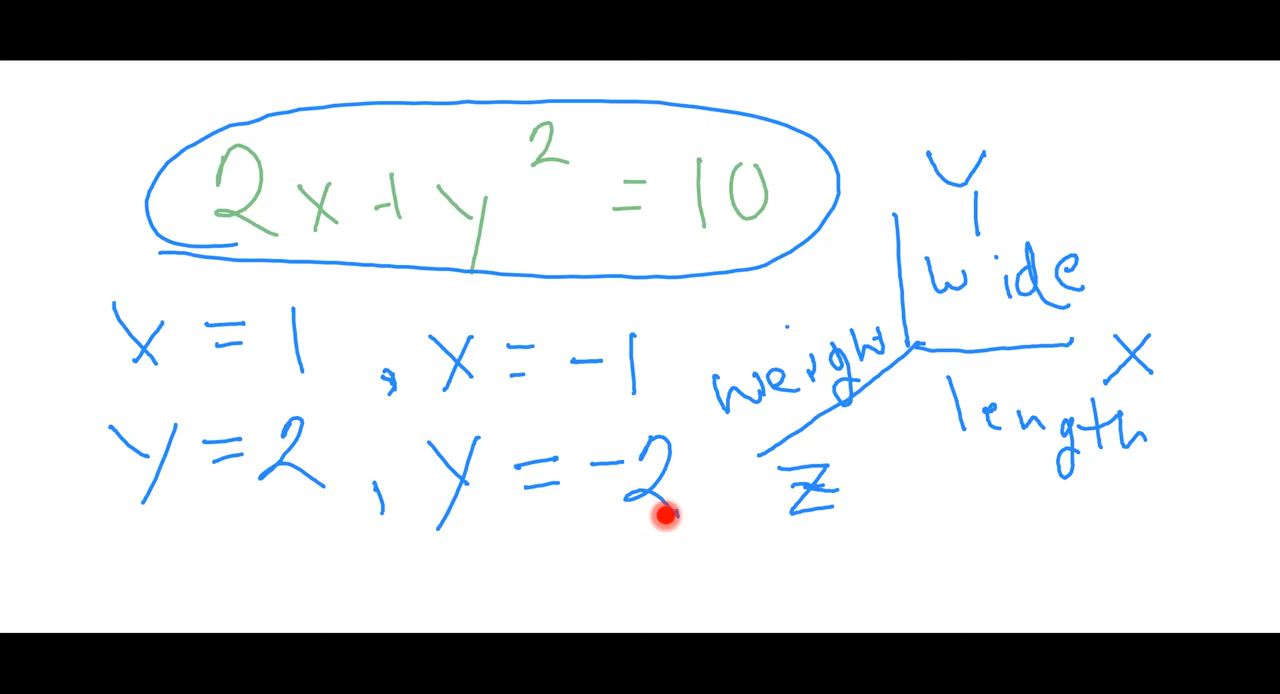 2x + y² = 10
x = 1 , x = -1
y = 2 , y = -2
Y
wide
X
length
weight
Z